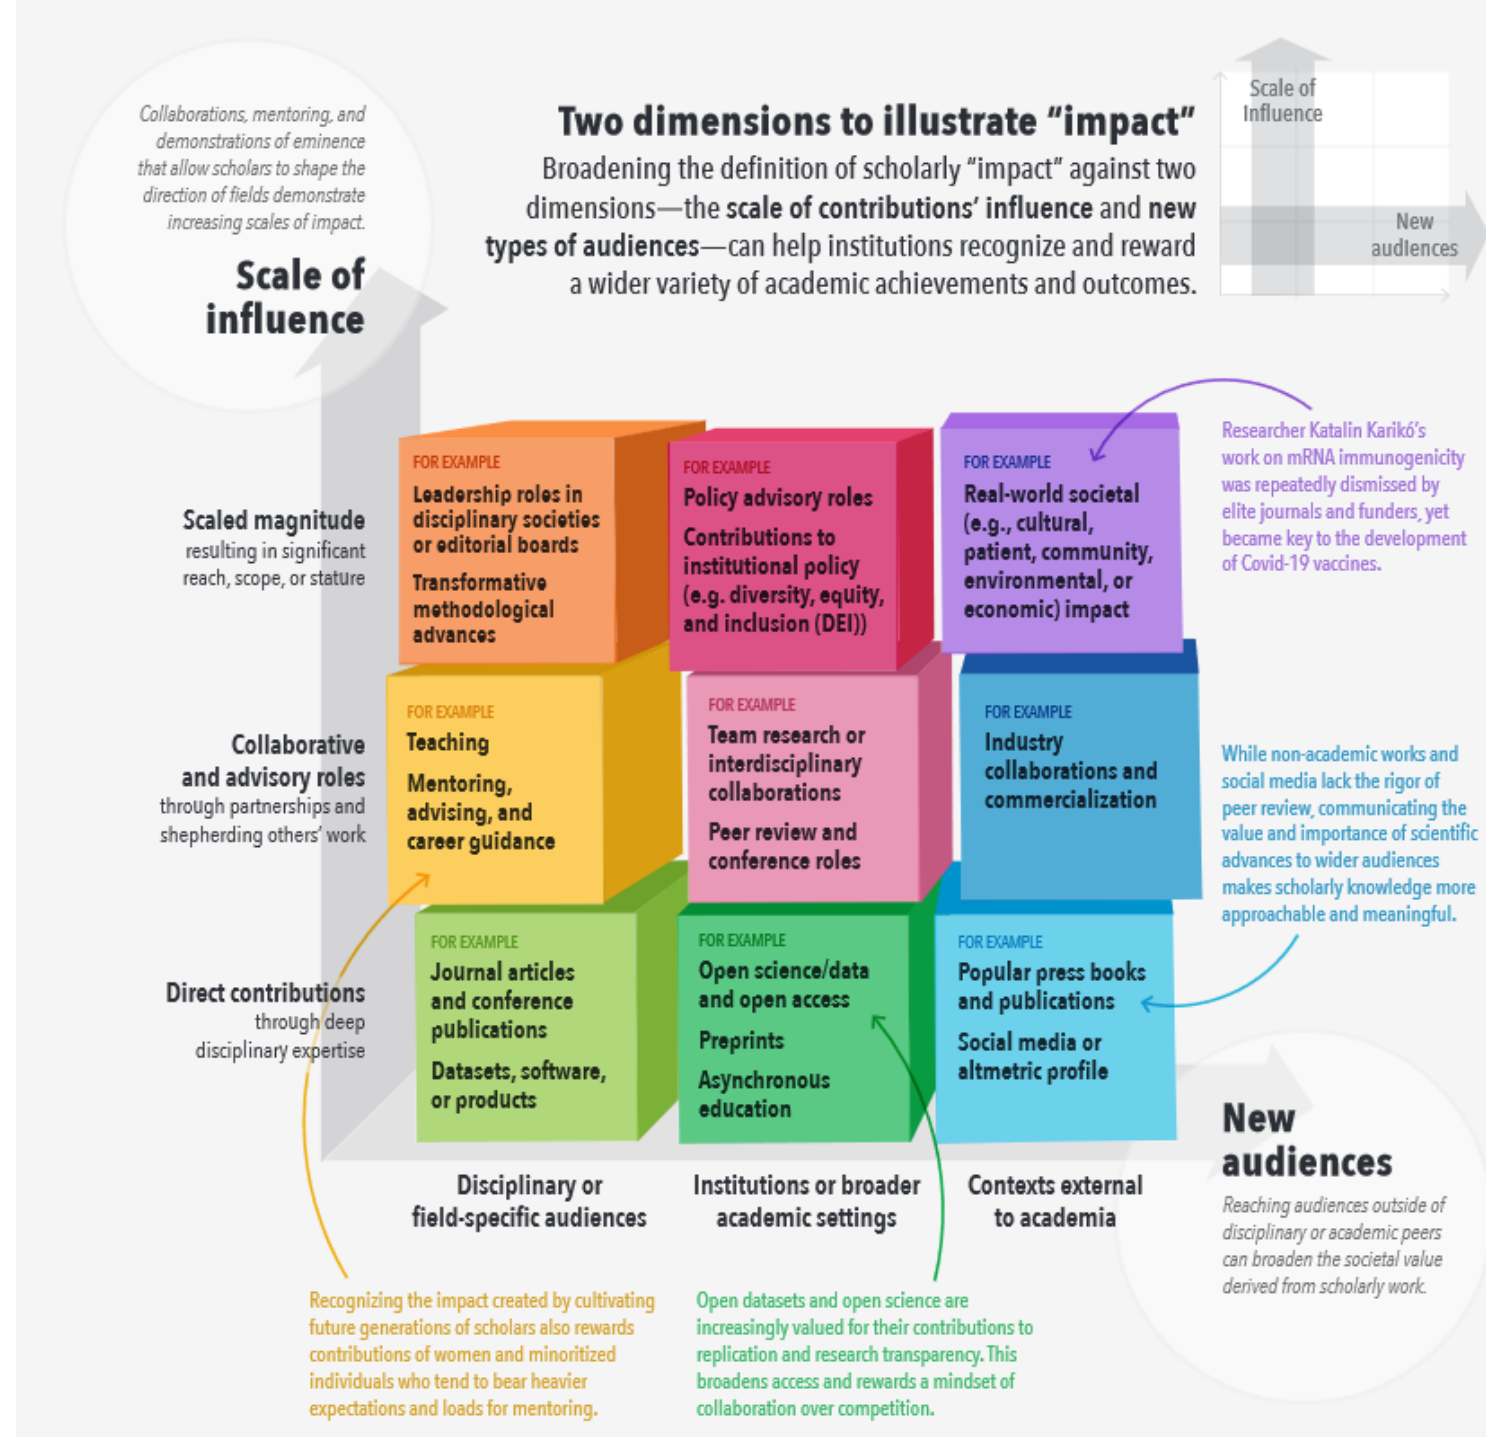 Collaborations, mentoring, and
demonstrations of eminence
that allow scholars to shape the
direction of fields demonstrate
increasing scales of impact.
Scale of
influence
Two dimensions to illustrate “impact”
Broadening the definition of scholarly “impact” against two
dimensions—the scale of contributions’ influence and new
types of audiences—can help institutions recognize and reward
a wider variety of academic achievements and outcomes.
Scale of
Influence
New
audiences
Scaled magnitude
resulting in significant
reach, scope, or stature
FOR EXAMPLE
Leadership roles in
disciplinary societies
or editorial boards
Transformative
methodological
advances
FOR EXAMPLE
Policy advisory roles
Contributions to
institutional policy
(e.g. diversity, equity,
and inclusion (DEI))
FOR EXAMPLE
Real-world societal
(e.g., cultural,
patient, community,
environmental, or
economic) impact
Researcher Katalin Karikó’s
work on mRNA immunogenicity
was repeatedly dismissed by
elite journals and funders, yet
became key to the development
of Covid-19 vaccines.
Collaborative
and advisory roles
through partnerships and
shepherding others’ work
FOR EXAMPLE
Teaching
Mentoring,
advising, and
career guidance
FOR EXAMPLE
Team research or
interdisciplinary
collaborations
Peer review and
conference roles
FOR EXAMPLE
Industry
collaborations and
commercialization
While non-academic works and
social media lack the rigor of
peer review, communicating the
value and importance of scientific
advances to wider audiences
makes scholarly knowledge more
approachable and meaningful.
Direct contributions
through deep
disciplinary expertise
FOR EXAMPLE
Journal articles
and conference
publications
Datasets, software,
or products
FOR EXAMPLE
Open science/data
and open access
Preprints
Asynchronous
education
FOR EXAMPLE
Popular press books
and publications
Social media or
altmetric profile
Disciplinary or
field-specific audiences
Institutions or broader
academic settings
Contexts external
to academia
New
audiences
Reaching audiences outside of
disciplinary or academic peers
can broaden the societal value
derived from scholarly work.
Recognizing the impact created by cultivating
future generations of scholars also rewards
contributions of women and minoritized
individuals who tend to bear heavier
expectations and loads for mentoring.
Open datasets and open science are
increasingly valued for their contributions to
replication and research transparency. This
broadens access and rewards a mindset of
collaboration over competition.